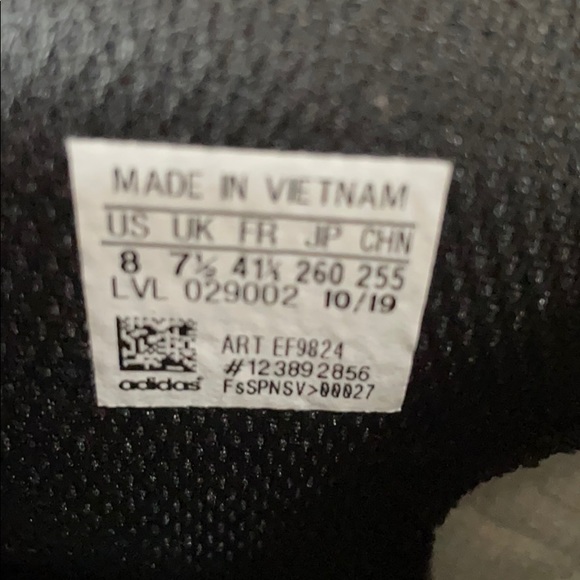 MADE IN VIETNAM
US UK FR JP CHN
8 7½ 41⅓ 260 255
LVL 029002 10/19
ART EF9824
#123892856
adidas FsSPNSV>00027